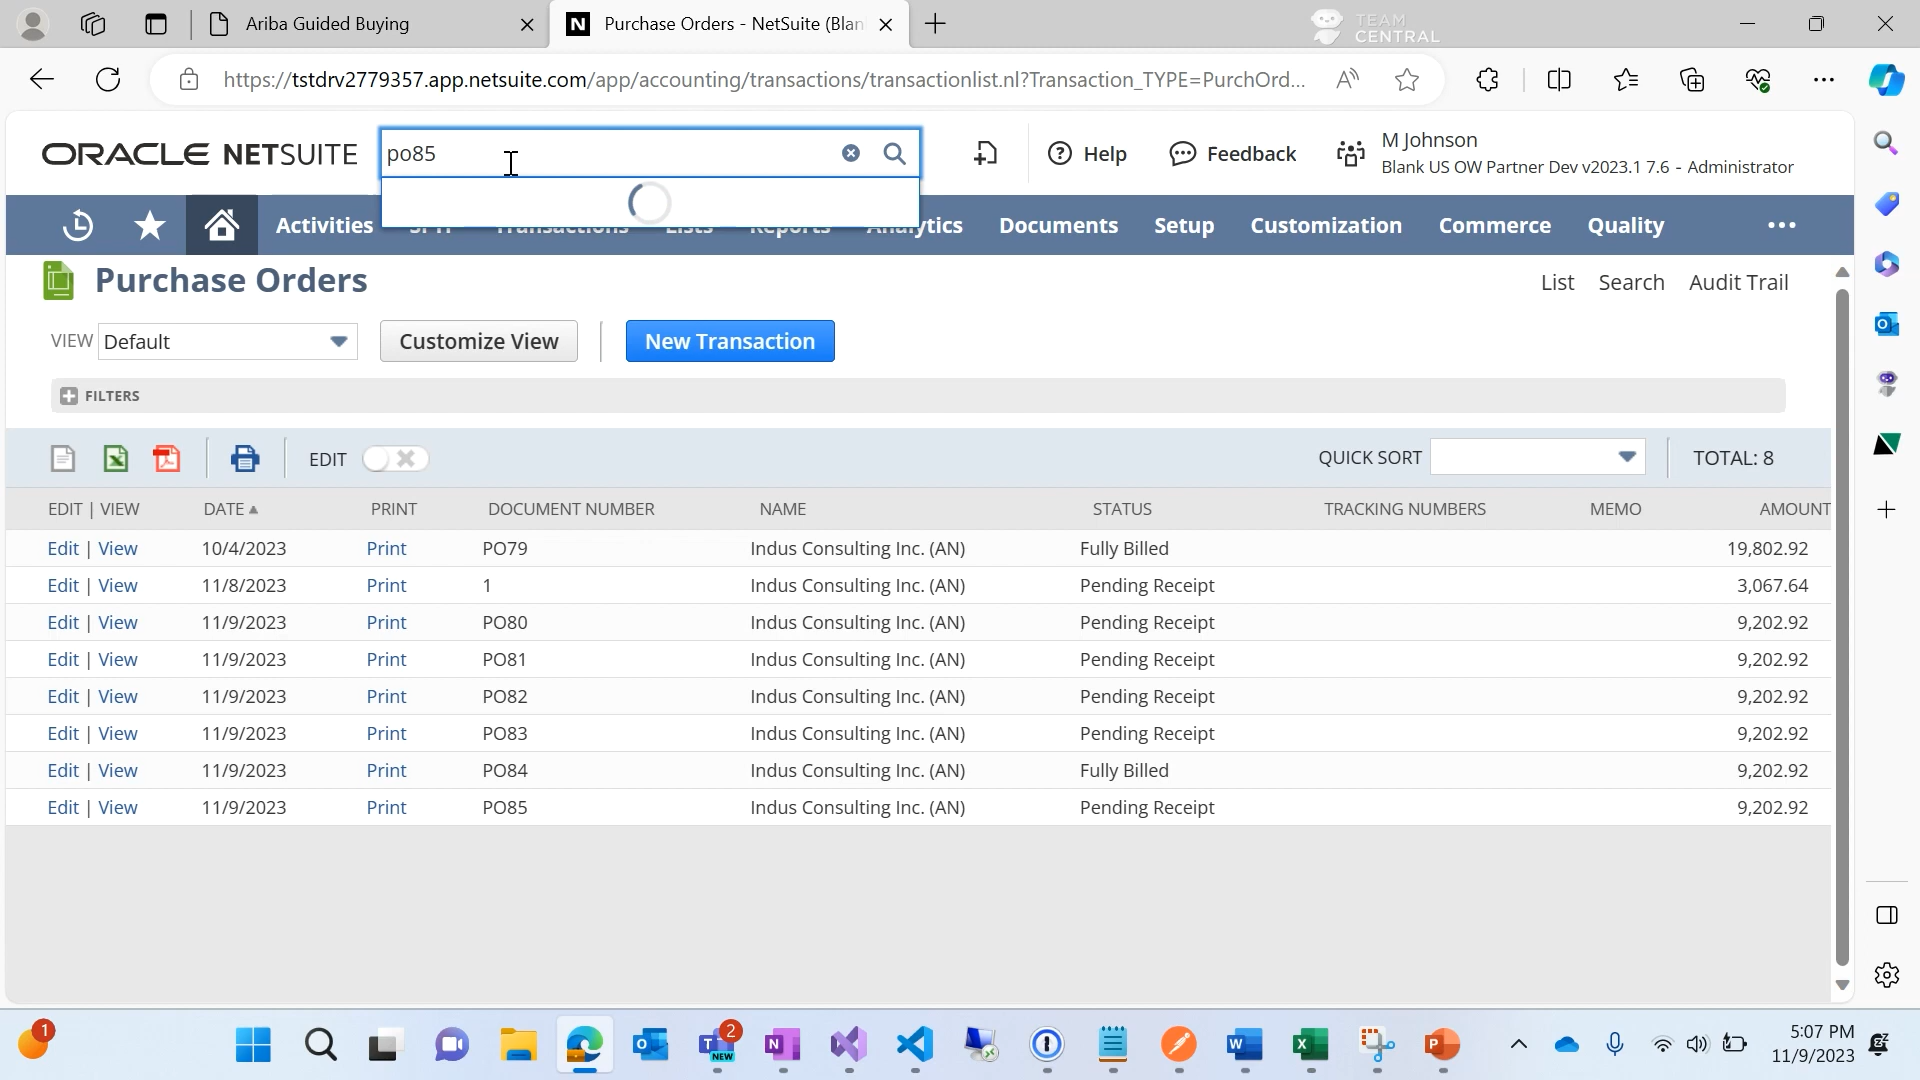 Ariba Guided Buying
Purchase Orders - NetSuite (Blan
TEAM
CENTRAL
https://tstdrv2779357.app.netsuite.com/app/accounting/transactions/transactionlist.nl?Transaction_TYPE=PurchOrd...
ORACLE NETSUITE
po85
Help
Feedback
M Johnson
Blank US OW Partner Dev v2023.1 7.6 - Administrator
Activities Transactions Lists Reports Analytics Documents Setup Customization Commerce Quality
Purchase Orders
List Search Audit Trail
VIEW Default Customize View New Transaction
FILTERS
EDIT QUICK SORT TOTAL: 8
EDIT | VIEW DATE PRINT DOCUMENT NUMBER NAME STATUS TRACKING NUMBERS MEMO AMOUNT
Edit | View 10/4/2023 Print PO79 Indus Consulting Inc. (AN) Fully Billed 19,802.92
Edit | View 11/8/2023 Print 1 Indus Consulting Inc. (AN) Pending Receipt 3,067.64
Edit | View 11/9/2023 Print PO80 Indus Consulting Inc. (AN) Pending Receipt 9,202.92
Edit | View 11/9/2023 Print PO81 Indus Consulting Inc. (AN) Pending Receipt 9,202.92
Edit | View 11/9/2023 Print PO82 Indus Consulting Inc. (AN) Pending Receipt 9,202.92
Edit | View 11/9/2023 Print PO83 Indus Consulting Inc. (AN) Pending Receipt 9,202.92
Edit | View 11/9/2023 Print PO84 Indus Consulting Inc. (AN) Fully Billed 9,202.92
Edit | View 11/9/2023 Print PO85 Indus Consulting Inc. (AN) Pending Receipt 9,202.92
1
2
NEW
5:07 PM
11/9/2023